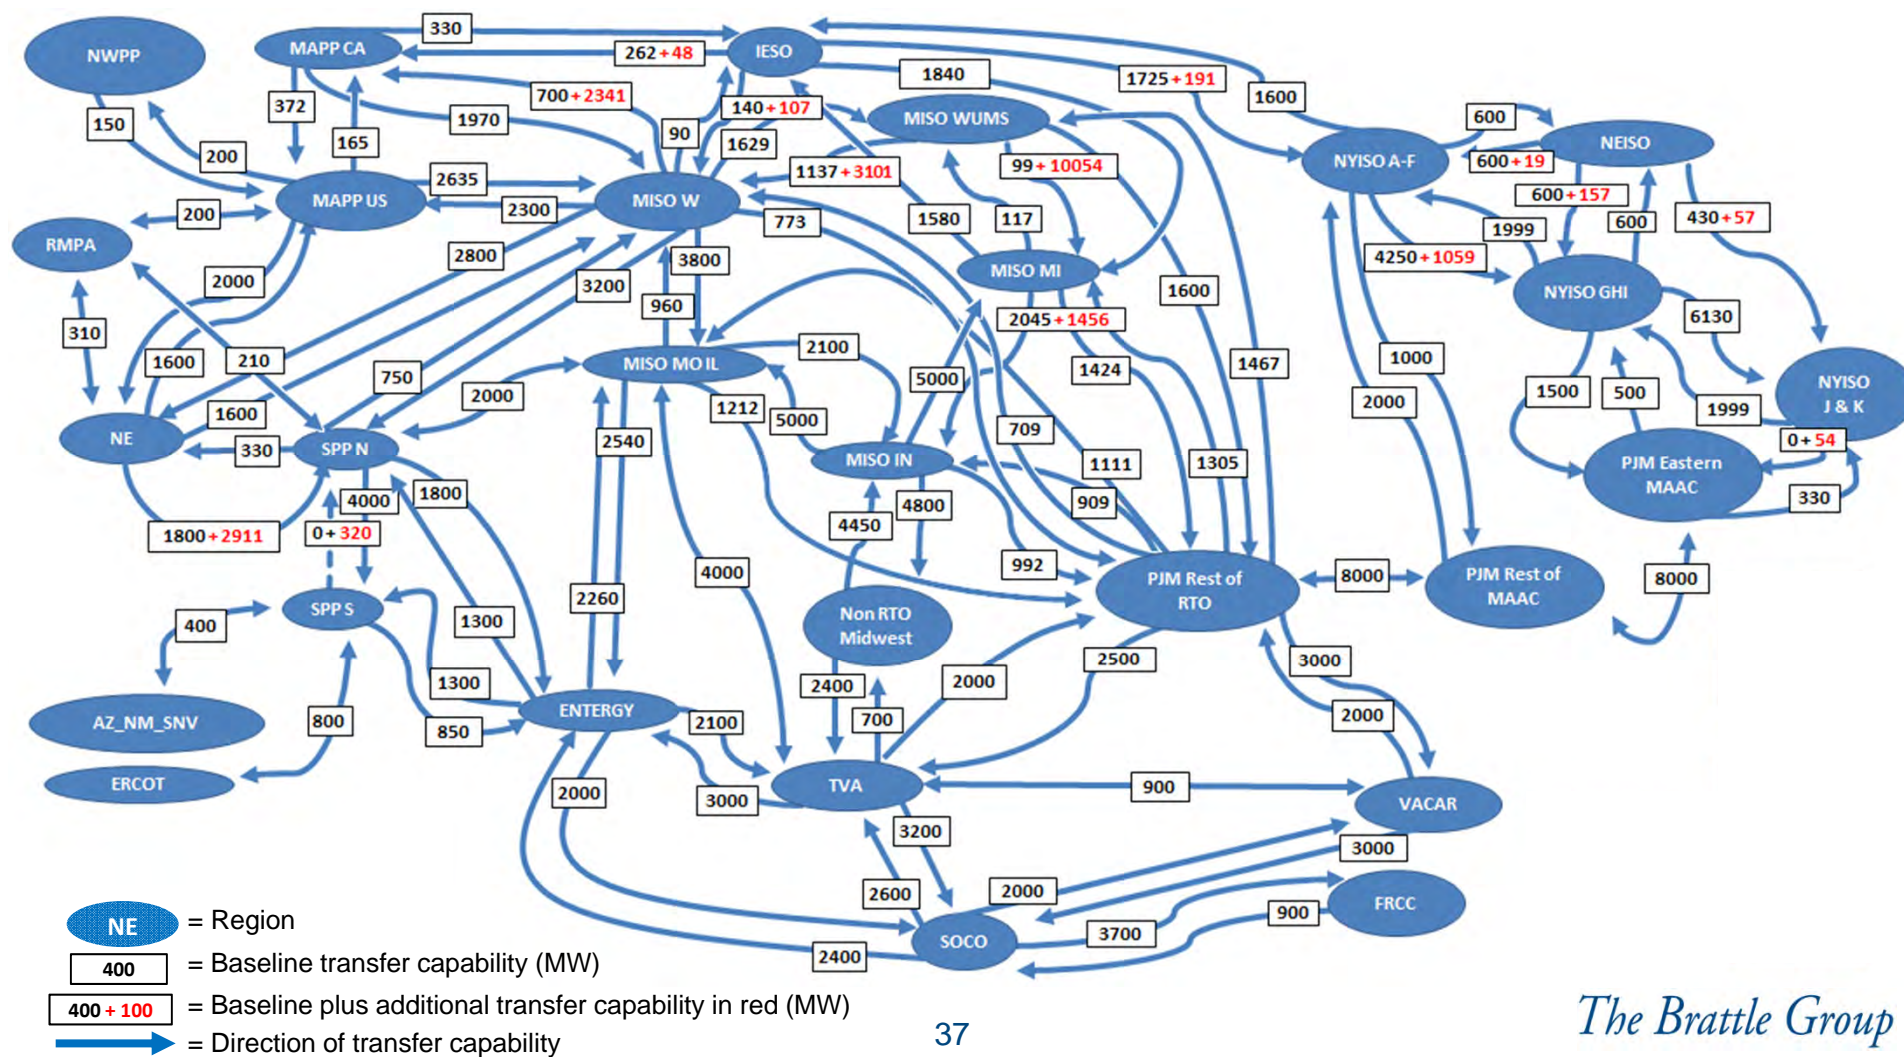 330
NWPP
MAPP CA
IESO
262 + 48
1840
1725 + 191
1600
372
700 + 2341
140 + 107
MISO WUMS
600
150
1970
90
1629
NYISO A-F
NEISO
165
600 + 19
200
1137 + 3101
99 + 10054
2635
MAPP US
MISO W
600 + 157
200
2300
773
1580
117
600
430 + 57
RMPA
1999
2800
3800
MISO MI
4250 + 1059
2000
3200
1600
NYISO GHI
960
2045 + 1456
6130
310
2100
1600
210
MISO MO IL
1424
1467
1000
750
5000
NYISO
J & K
2000
1500
500
1600
1212
5000
2000
1999
NE
330
SPP N
2540
709
0 + 54
MISO IN
1111
1305
PJM Eastern
MAAC
4000
1800
909
330
1800 + 2911
0 + 320
4450
4800
992
4000
PJM Rest of
RTO
8000
PJM Rest of
MAAC
8000
SPP S
2260
Non RTO
Midwest
400
1300
2500
3000
1300
2400
2000
AZ_NM_SNV
800
850
ENTERGY
2100
700
2000
ERCOT
2000
3000
TVA
900
VACAR
3200
3000
2600
2000
FRCC
900
3700
SOCO
2400
NE = Region
400 = Baseline transfer capability (MW)
400 + 100 = Baseline plus additional transfer capability in red (MW)
= Direction of transfer capability
37
The Brattle Group